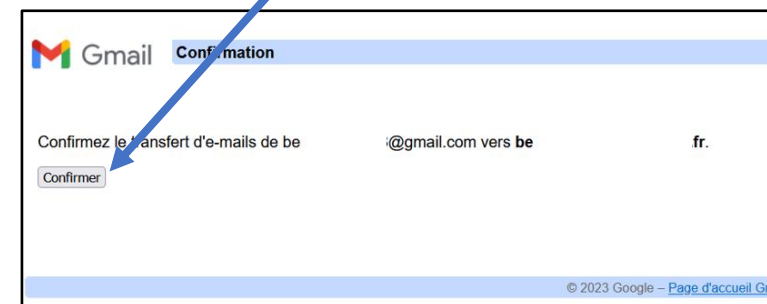 Gmail Confirmation
Confirmez le transfert d'e-mails de be @gmail.com vers be .fr.
Confirmer
© 2023 Google – Page d'accueil